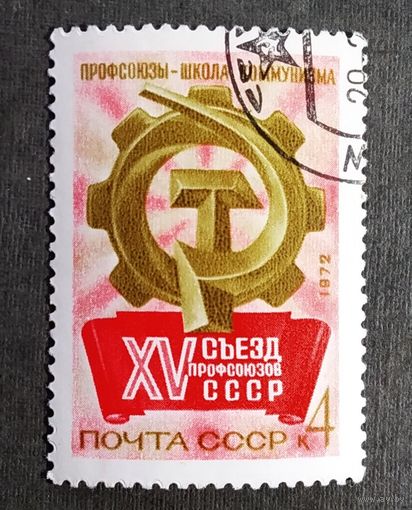 ПРОФСОЮЗЫ – ШКОЛА КОММУНИЗМА
1972
XV СЪЕЗД
ПРОФСОЮЗОВ
СССР
ПОЧТА СССР К 4